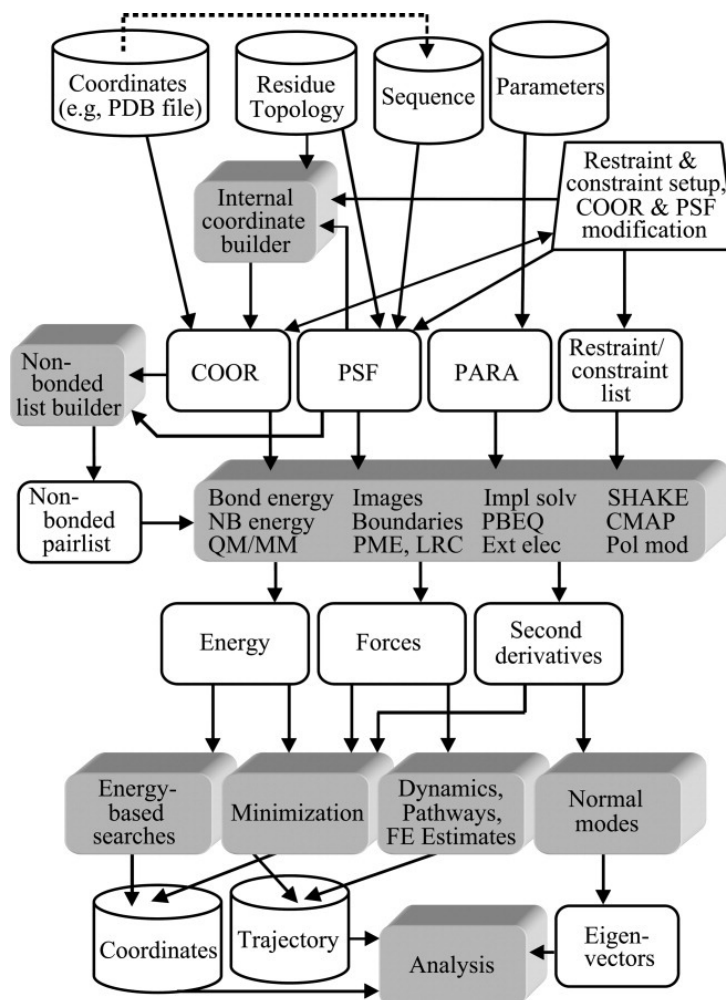 Coordinates
(e.g, PDB file)
Residue
Topology
Sequence
Parameters
Restraint &
constraint setup,
COOR & PSF
modification
Internal
coordinate
builder
Non-
bonded
list builder
COOR
PSF
PARA
Restraint/
constraint
list
Non-
bonded
pairlist
Bond energy
NB energy
QM/MM
Images
Boundaries
PME, LRC
Impl solv
PBEQ
Ext elec
SHAKE
CMAP
Pol mod
Energy
Forces
Second
derivatives
Energy-
based
searches
Minimization
Dynamics,
Pathways,
FE Estimates
Normal
modes
Coordinates
Trajectory
Analysis
Eigen-
vectors